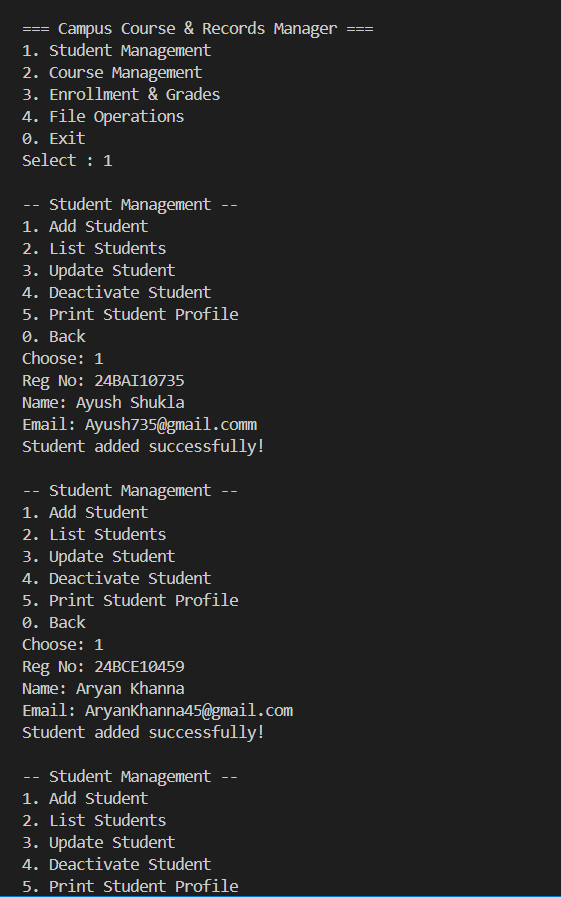 === Campus Course & Records Manager ===
1. Student Management
2. Course Management
3. Enrollment & Grades
4. File Operations
0. Exit
Select : 1

-- Student Management --
1. Add Student
2. List Students
3. Update Student
4. Deactivate Student
5. Print Student Profile
0. Back
Choose: 1
Reg No: 24BAI10735
Name: Ayush Shukla
Email: Ayush735@gmail.comm
Student added successfully!

-- Student Management --
1. Add Student
2. List Students
3. Update Student
4. Deactivate Student
5. Print Student Profile
0. Back
Choose: 1
Reg No: 24BCE10459
Name: Aryan Khanna
Email: AryanKhanna45@gmail.com
Student added successfully!

-- Student Management --
1. Add Student
2. List Students
3. Update Student
4. Deactivate Student
5. Print Student Profile